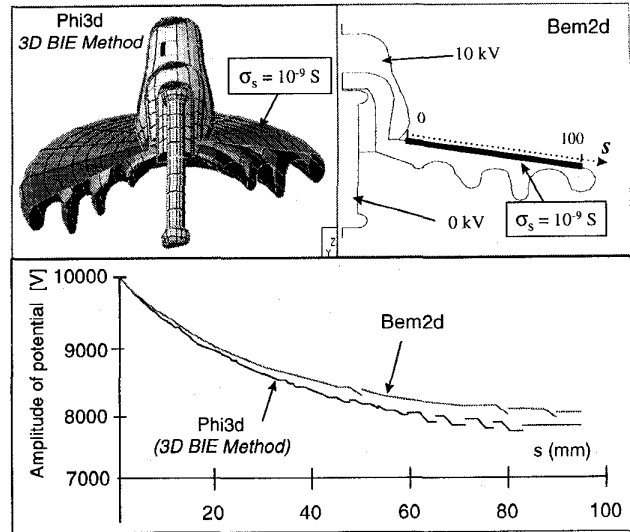 Phi3d
3D BIE Method
σs = 10⁻⁹ S
Z
Y
Bem2d
10 kV
0
100
s
0 kV
σs = 10⁻⁹ S
Amplitude of potential [V]
10000
9000
8000
7000
Bem2d
Phi3d
(3D BIE Method)
s (mm)
20
40
60
80
100